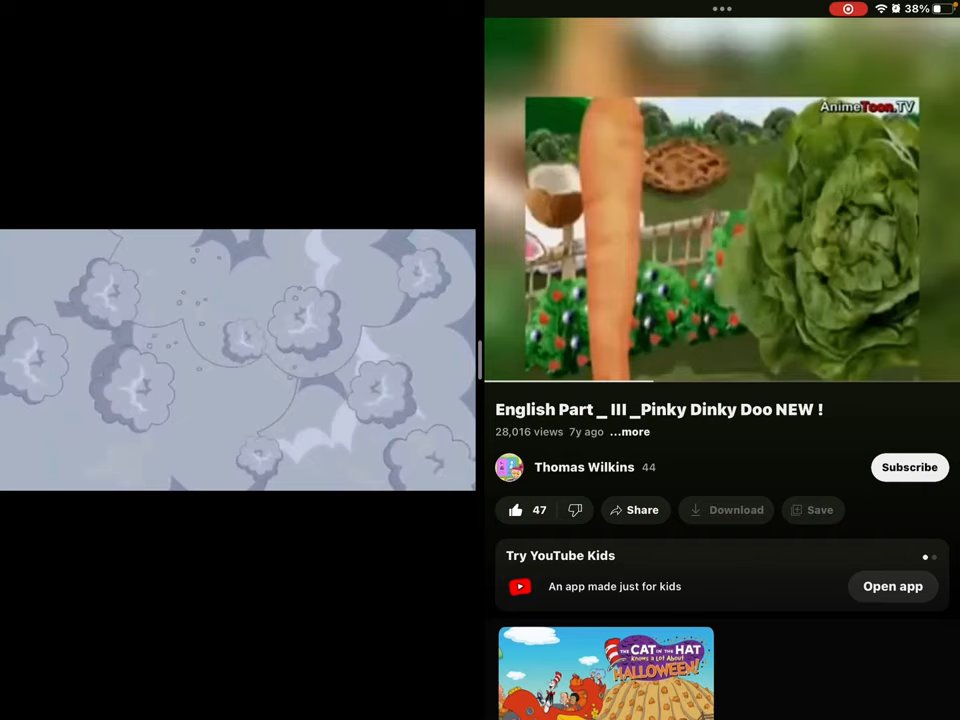 38%
AnimeToon.TV
English Part _ III _Pinky Dinky Doo NEW !
28,016 views 7y ago ...more
Thomas Wilkins 44
Subscribe
47
Share
Download
Save
Try YouTube Kids
An app made just for kids
Open app
THE CAT IN THE HAT
Knows a Lot About
HALLOWEEN!